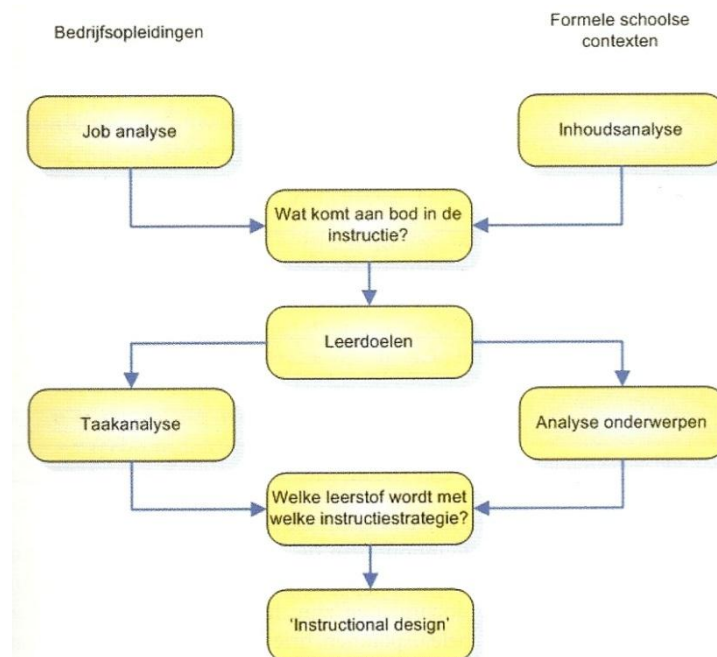 Bedrijfsopleidingen
Formele schoolse
contexten
Job analyse
Inhoudsanalyse
Wat komt aan bod in de
instructie?
Leerdoelen
Taakanalyse
Analyse onderwerpen
Welke leerstof wordt met
welke instructiestrategie?
'Instructional design'